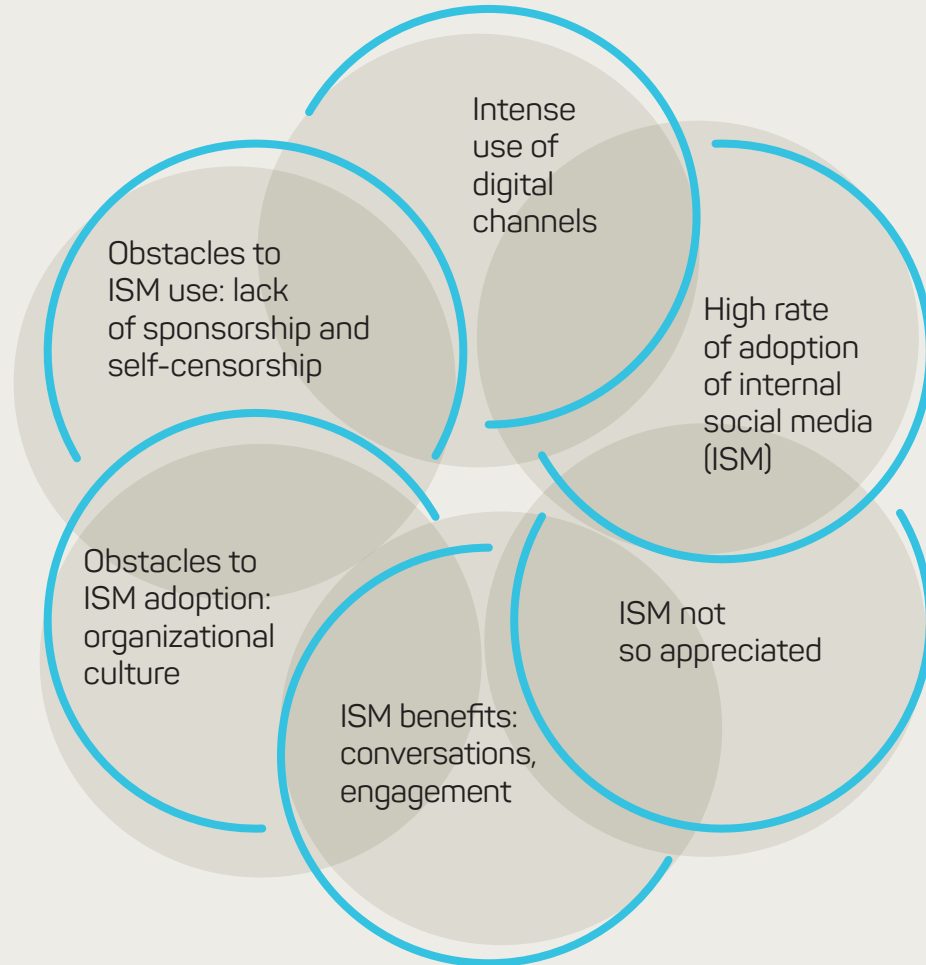 Intense
use of
digital
channels
High rate
of adoption
of internal
social media
(ISM)
ISM not
so appreciated
ISM benefits:
conversations,
engagement
Obstacles to
ISM adoption:
organizational
culture
Obstacles to
ISM use: lack
of sponsorship and
self-censorship